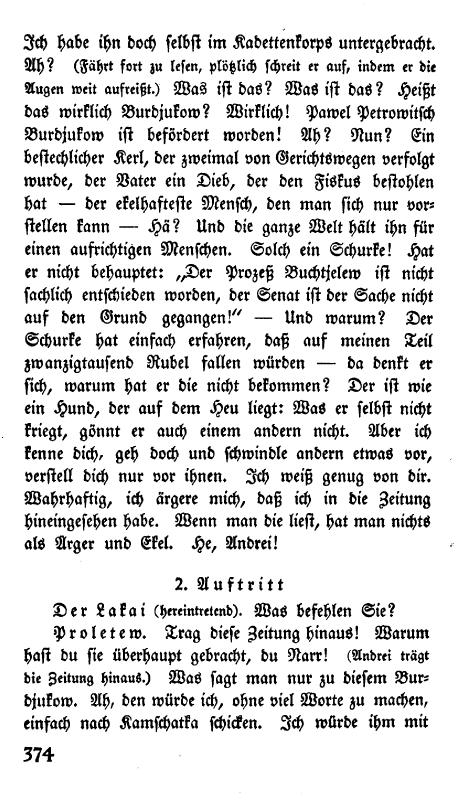 Ich habe ihn doch selbst im Kadettenkorps untergebracht.
Ah? (Fährt fort zu lesen, plötzlich schreit er auf, indem er die
Augen weit aufreißt.) Was ist das? Was ist das? Heißt
das wirklich Burdjukow? Wirklich! Pawel Petrowitsch
Burdjukow ist befördert worden! Ah? Nun? Ein
bestechlicher Kerl, der zweimal von Gerichtswegen verfolgt
wurde, der Vater ein Dieb, der den Fiskus bestohlen
hat — der ekelhafteste Mensch, den man sich nur vor-
stellen kann — Hä? Und die ganze Welt hält ihn für
einen aufrichtigen Menschen. Solch ein Schurke! Hat
er nicht behauptet: „Der Prozeß Buchtjelew ist nicht
sachlich entschieden worden, der Senat ist der Sache nicht
auf den Grund gegangen!“ — Und warum? Der
Schurke hat einfach erfahren, daß auf meinen Teil
zwanzigtausend Rubel fallen würden — da denkt er
sich, warum hat er die nicht bekommen? Der ist wie
ein Hund, der auf dem Heu liegt: Was er selbst nicht
kriegt, gönnt er auch einem andern nicht. Aber ich
kenne dich, geh doch und schwindle andern etwas vor,
verstell dich nur vor ihnen. Ich weiß genug von dir.
Wahrhaftig, ich ärgere mich, daß ich in die Zeitung
hineingesehen habe. Wenn man die liest, hat man nichts
als Arger und Ekel. He, Andrei!
2. Auftritt
Der Lakai (hereintretend). Was befehlen Sie?
Proletew. Trag diese Zeitung hinaus! Warum
hast du sie überhaupt gebracht, du Narr! (Andrei trägt
die Zeitung hinaus.) Was sagt man nur zu diesem Bur-
djukow. Ah, den würde ich, ohne viel Worte zu machen,
einfach nach Kamschatka schicken. Ich würde ihm mit
374